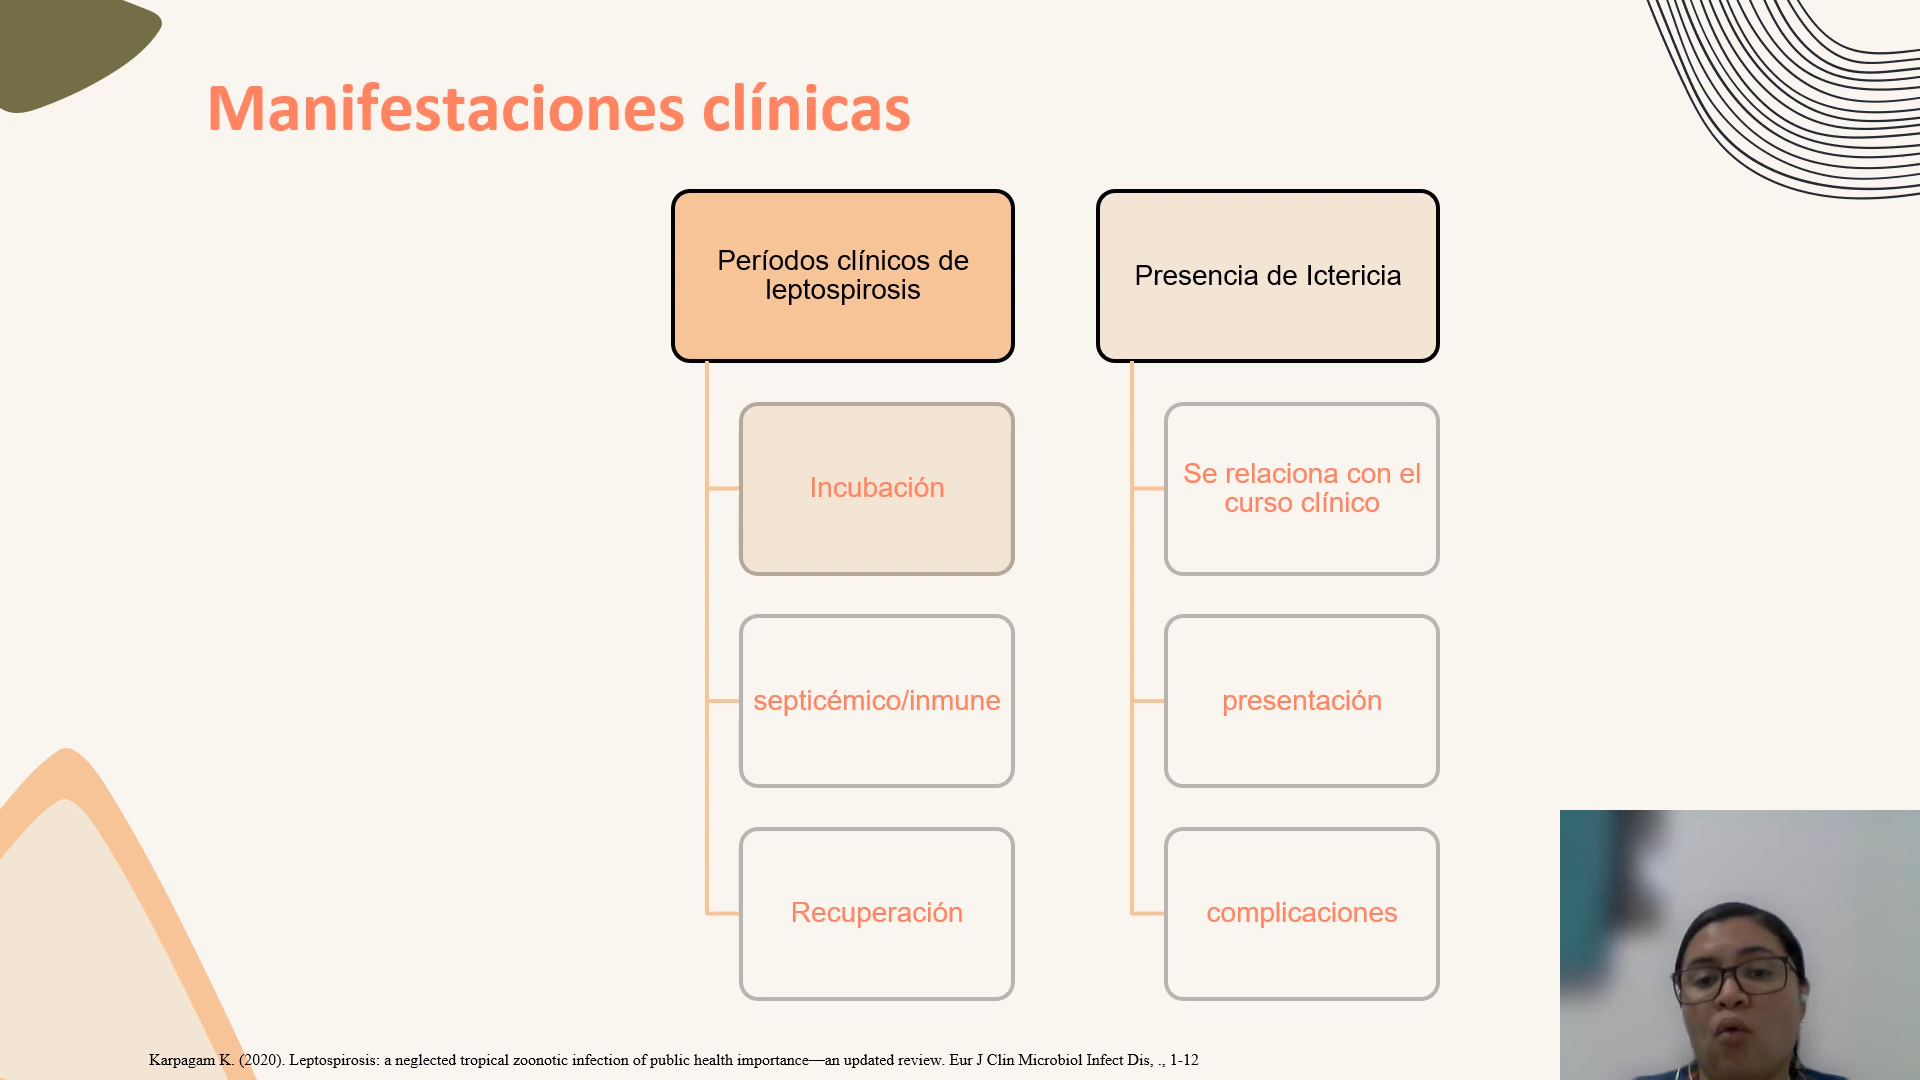 Manifestaciones clínicas
Períodos clínicos de
leptospirosis
Incubación
septicémico/inmune
Recuperación
Presencia de Ictericia
Se relaciona con el
curso clínico
presentación
complicaciones
Karpagam K. (2020). Leptospirosis: a neglected tropical zoonotic infection of public health importance—an updated review. Eur J Clin Microbiol Infect Dis, ., 1-12